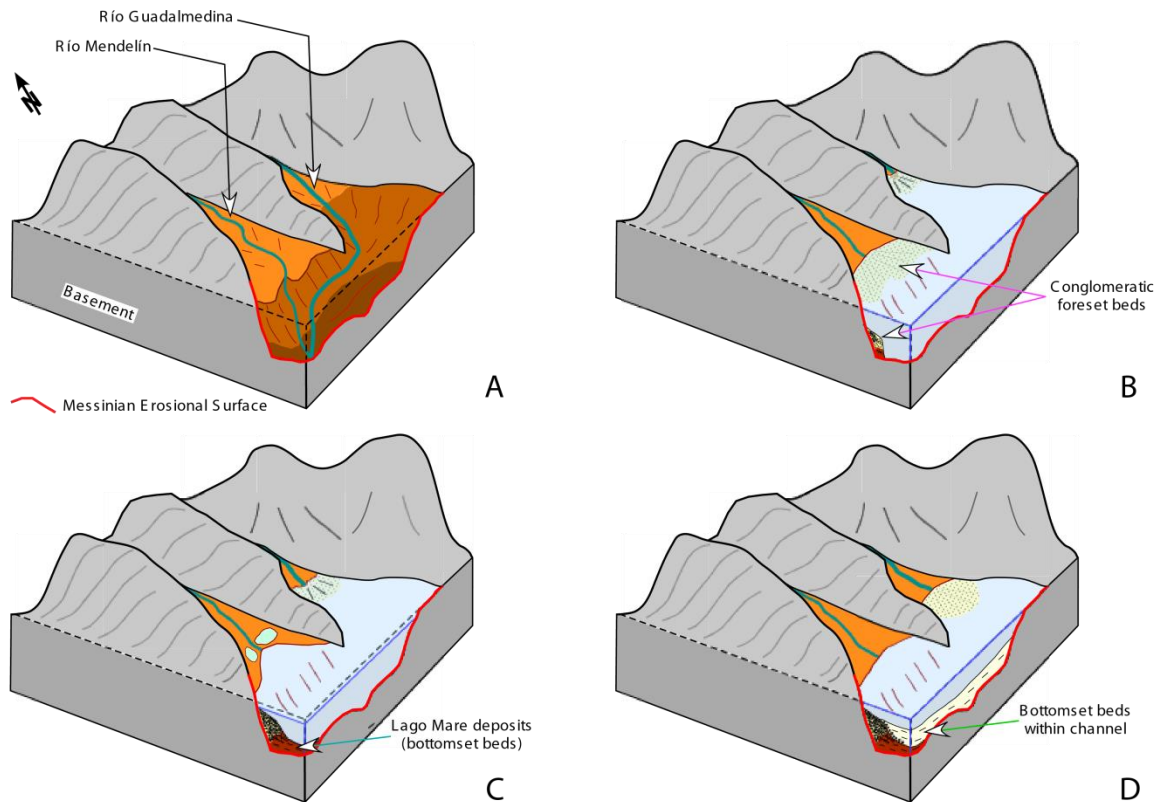 Río Guadalmedina
Río Mendelín
N
Basement
A
Messinian Erosional Surface
Conglomeratic
foreset beds
B
Lago Mare deposits
(bottomset beds)
C
Bottomset beds
within channel
D